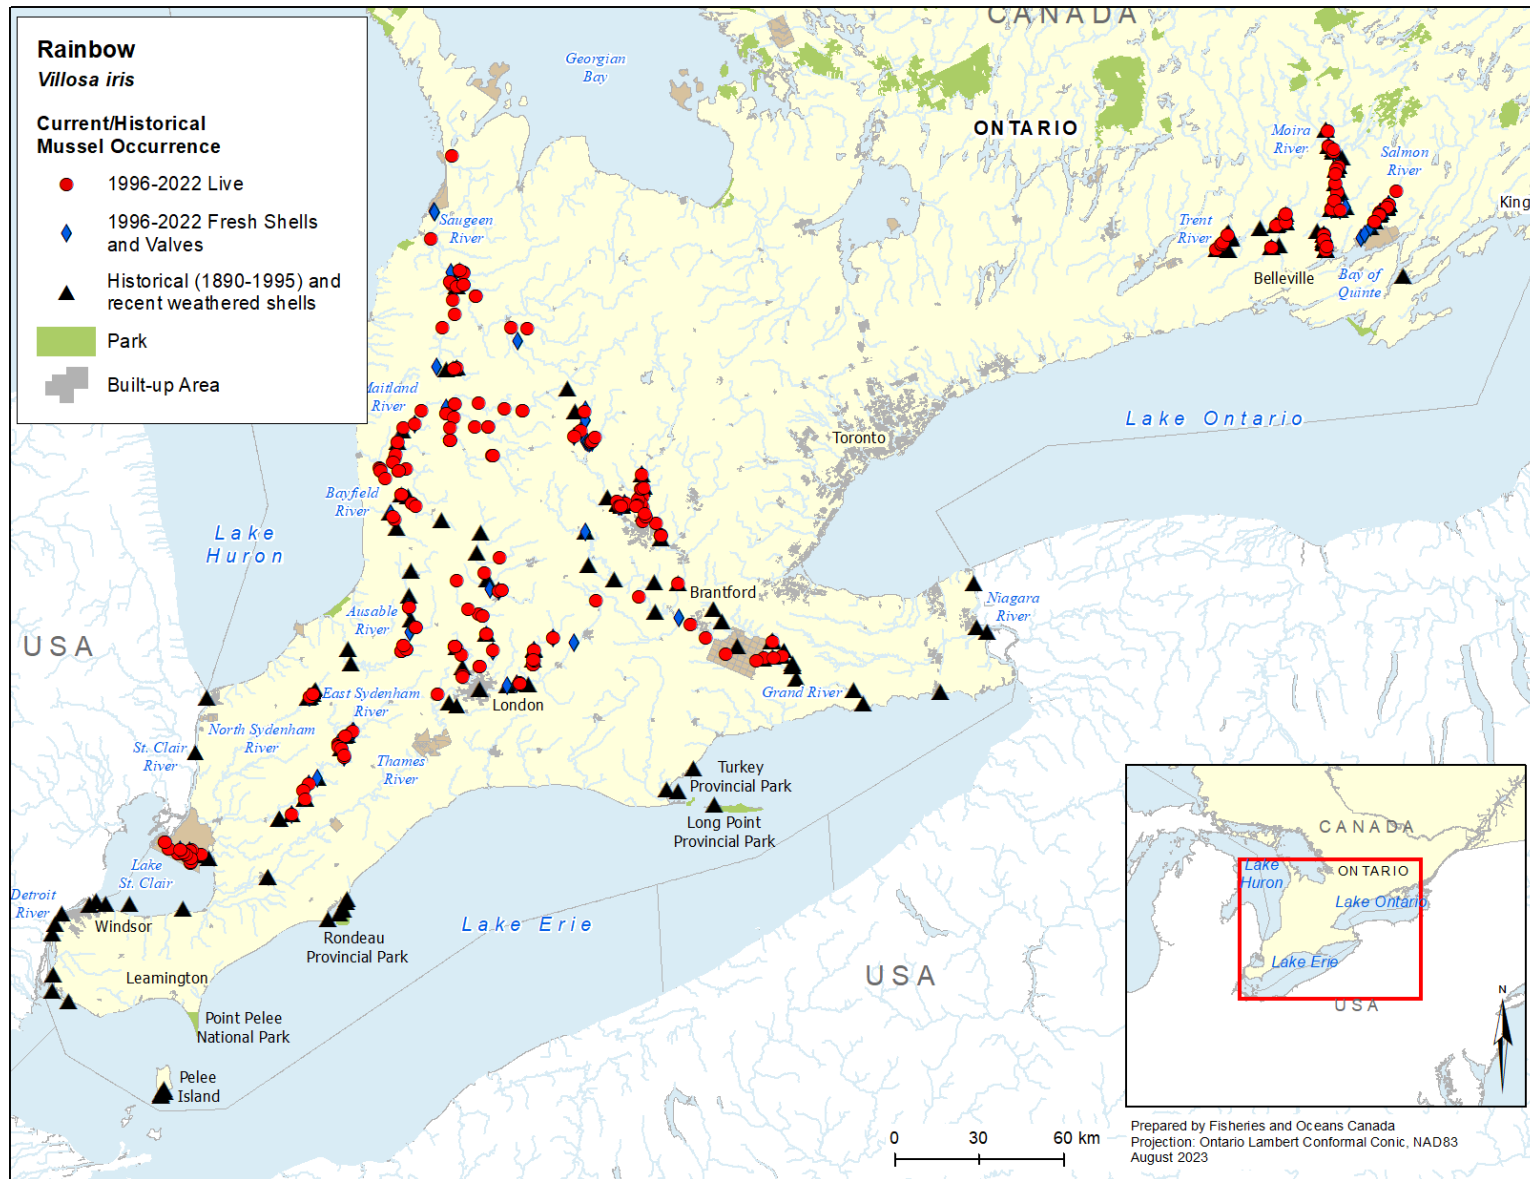 Rainbow
Villosa iris
Current/Historical
Mussel Occurrence
1996-2022 Live
1996-2022 Fresh Shells
and Valves
Historical (1890-1995) and
recent weathered shells
Park
Built-up Area
CANADA
Georgian
Bay
ONTARIO
Moira
River
Salmon
River
King
Saugeen
River
Trent
River
Belleville
Bay of
Quinte
Maitland
River
Lake Ontario
Toronto
Bayfield
River
Lake
Huron
Brantford
Niagara
River
Ausable
River
USA
East Sydenham
River
Grand River
London
North Sydenham
River
St. Clair
River
Thames
River
Turkey
Provincial Park
Long Point
Provincial Park
Lake
St. Clair
Detroit
River
Windsor
Lake Erie
Rondeau
Provincial Park
Leamington
USA
Point Pelee
National Park
Pelee
Island
CANADA
Lake
Huron
ONTARIO
Lake Ontario
Lake Erie
USA
N
0 30 60 km
Prepared by Fisheries and Oceans Canada
Projection: Ontario Lambert Conformal Conic, NAD83
August 2023